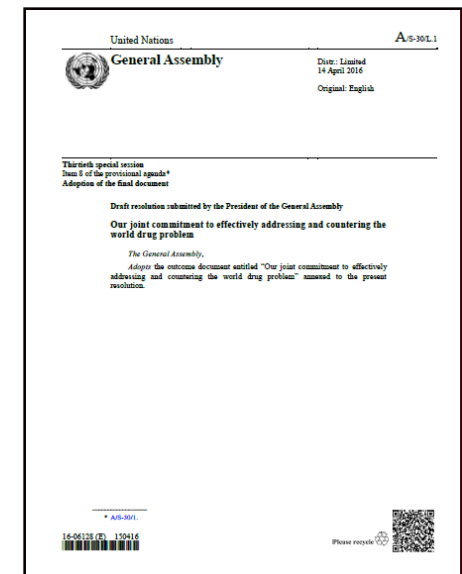 United Nations
A/S-30/L.1
General Assembly
Distr.: Limited
14 April 2016
Original: English
Thirtieth special session
Item 8 of the provisional agenda*
Adoption of the final document
Draft resolution submitted by the President of the General Assembly
Our joint commitment to effectively addressing and countering the
world drug problem
The General Assembly,
Adopts the outcome document entitled “Our joint commitment to effectively
addressing and countering the world drug problem” annexed to the present
resolution.
* A/S-30/1.
16-06128 (E) 150416
Please recycle